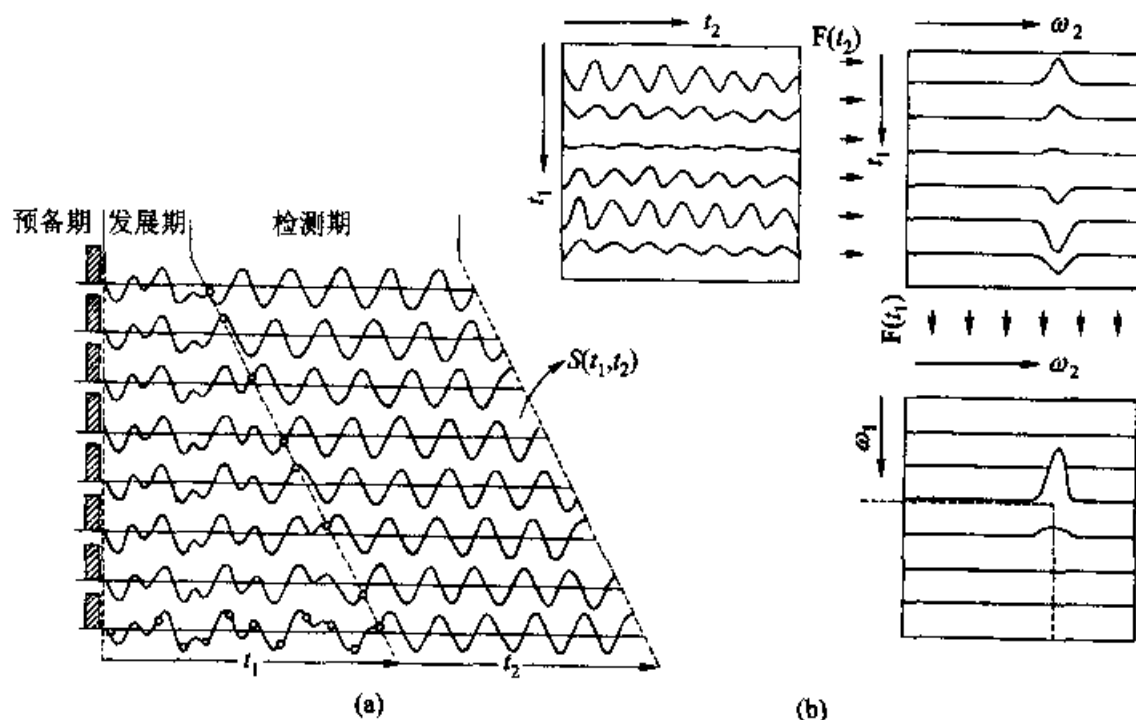 预备期 发展期 检测期
S(t₁,t₂)
t₁ t₂
(a)
t₂
t₁
F(t₂)
ω₂
t₁
F(t₁)
ω₂
ω₁
(b)